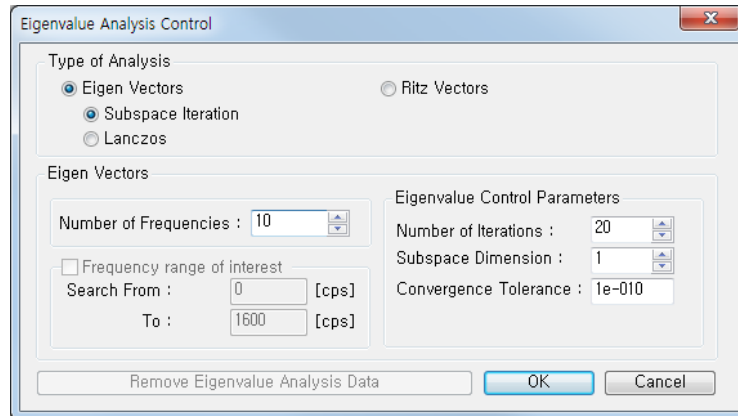 Eigenvalue Analysis Control
Type of Analysis
Eigen Vectors
Ritz Vectors
Subspace Iteration
Lanczos
Eigen Vectors
Number of Frequencies : 10
Frequency range of interest
Search From : 0 [cps]
To : 1600 [cps]
Eigenvalue Control Parameters
Number of Iterations : 20
Subspace Dimension : 1
Convergence Tolerance : 1e-010
Remove Eigenvalue Analysis Data
OK
Cancel